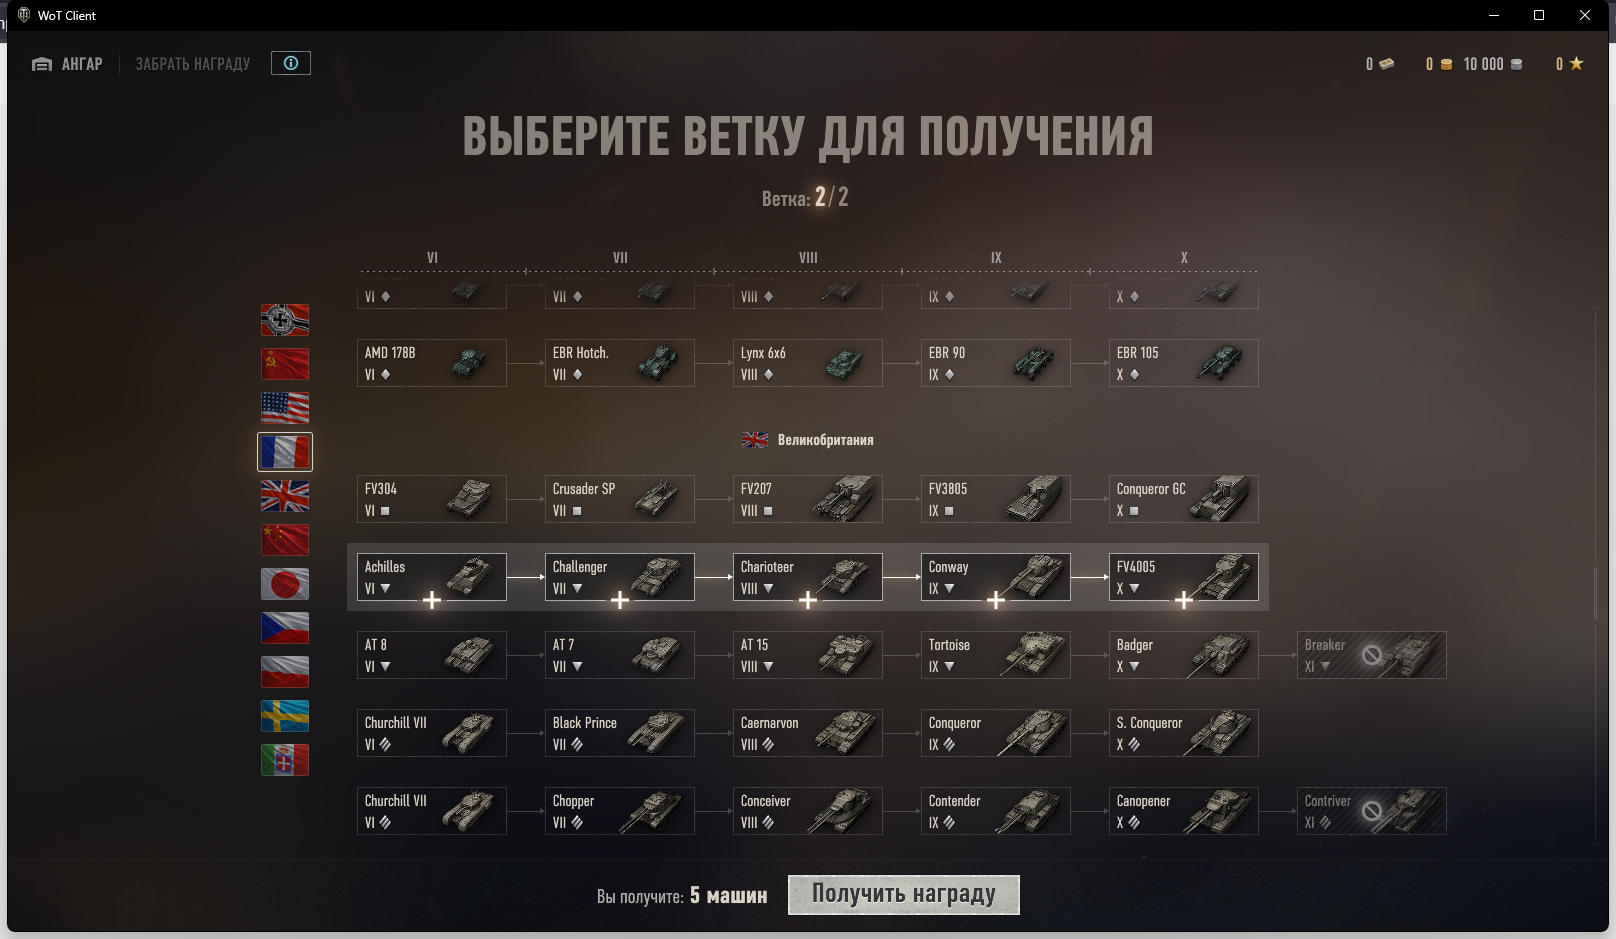 WoT Client
АНГАР
ЗАБРАТЬ НАГРАДУ
0
0
10 000
0
ВЫБЕРИТЕ ВЕТКУ ДЛЯ ПОЛУЧЕНИЯ
Ветка: 2/2
VI VII VIII IX X
VI VII VIII IX X
AMD 178B EBR Hotch. Lynx 6x6 EBR 90 EBR 105
VI VII VIII IX X
Великобритания
FV304 Crusader SP FV207 FV3805 Conqueror GC
VI VII VIII IX X
Achilles Challenger Charioteer Conway FV4005
VI VII VIII IX X
AT 8 AT 7 AT 15 Tortoise Badger Breaker
VI VII VIII IX X XI
Churchill VII Black Prince Caernarvon Conqueror S. Conqueror
VI VII VIII IX X
Churchill VII Chopper Conceiver Contender Canopener Contriver
VI VII VIII IX X XI
Вы получите: 5 машин
Получить награду